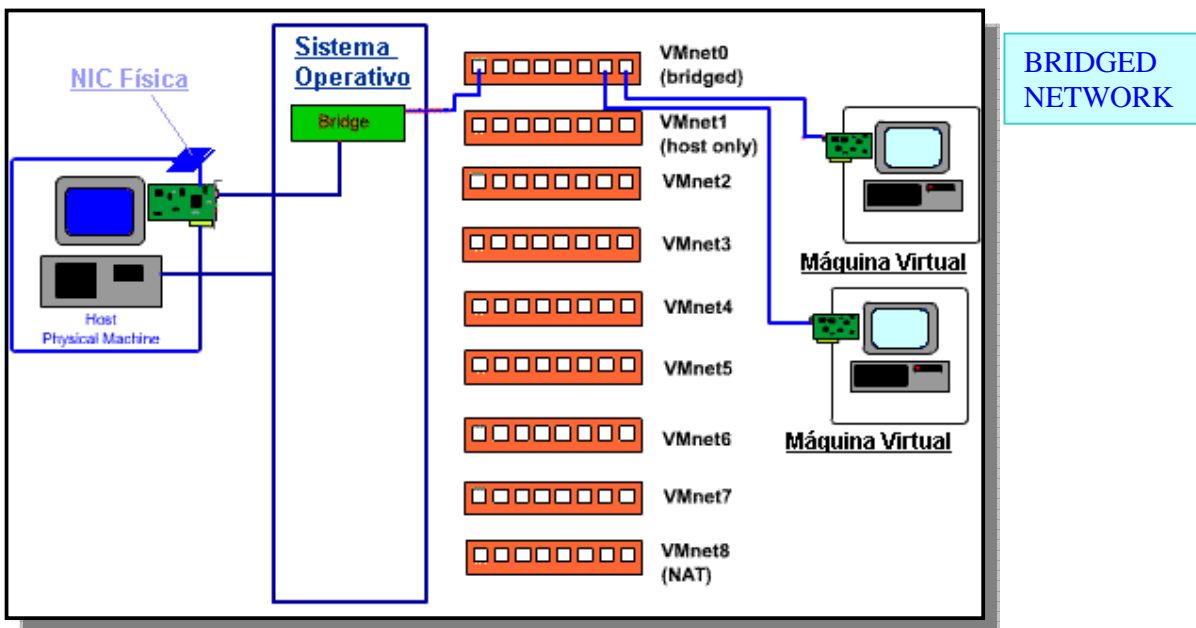 NIC Física
Sistema
Operativo
Bridge
Host
Physical Machine
VMnet0
(bridged)
VMnet1
(host only)
VMnet2
VMnet3
VMnet4
VMnet5
VMnet6
VMnet7
VMnet8
(NAT)
Máquina Virtual
Máquina Virtual
BRIDGED
NETWORK